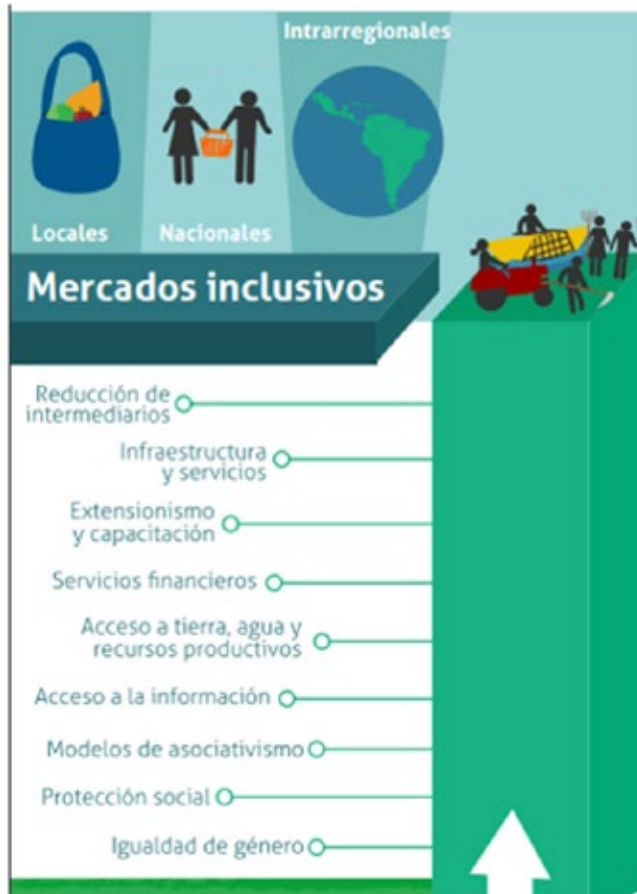 Intrarregionales
Locales
Nacionales
Mercados inclusivos
Reducción de
intermediarios
Infraestructura
y servicios
Extensionismo
y capacitación
Servicios financieros
Acceso a tierra, agua y
recursos productivos
Acceso a la información
Modelos de asociativismo
Protección social
Igualdad de género